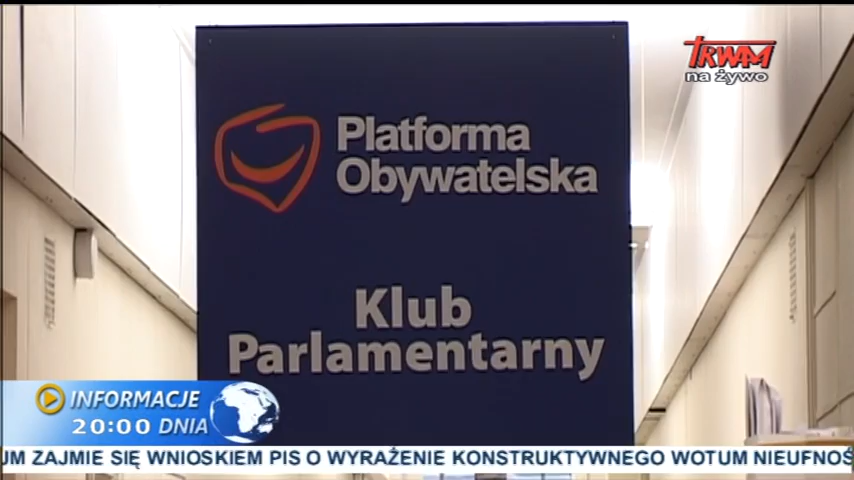 TRWAM
na żywo
Platforma
Obywatelska
Klub
Parlamentarny
INFORMACJE
20:00 DNIA
UM ZAJMIE SIĘ WNIOSKIEM PIS O WYRAŻENIE KONSTRUKTYWNEGO WOTUM NIEUFNOŚ